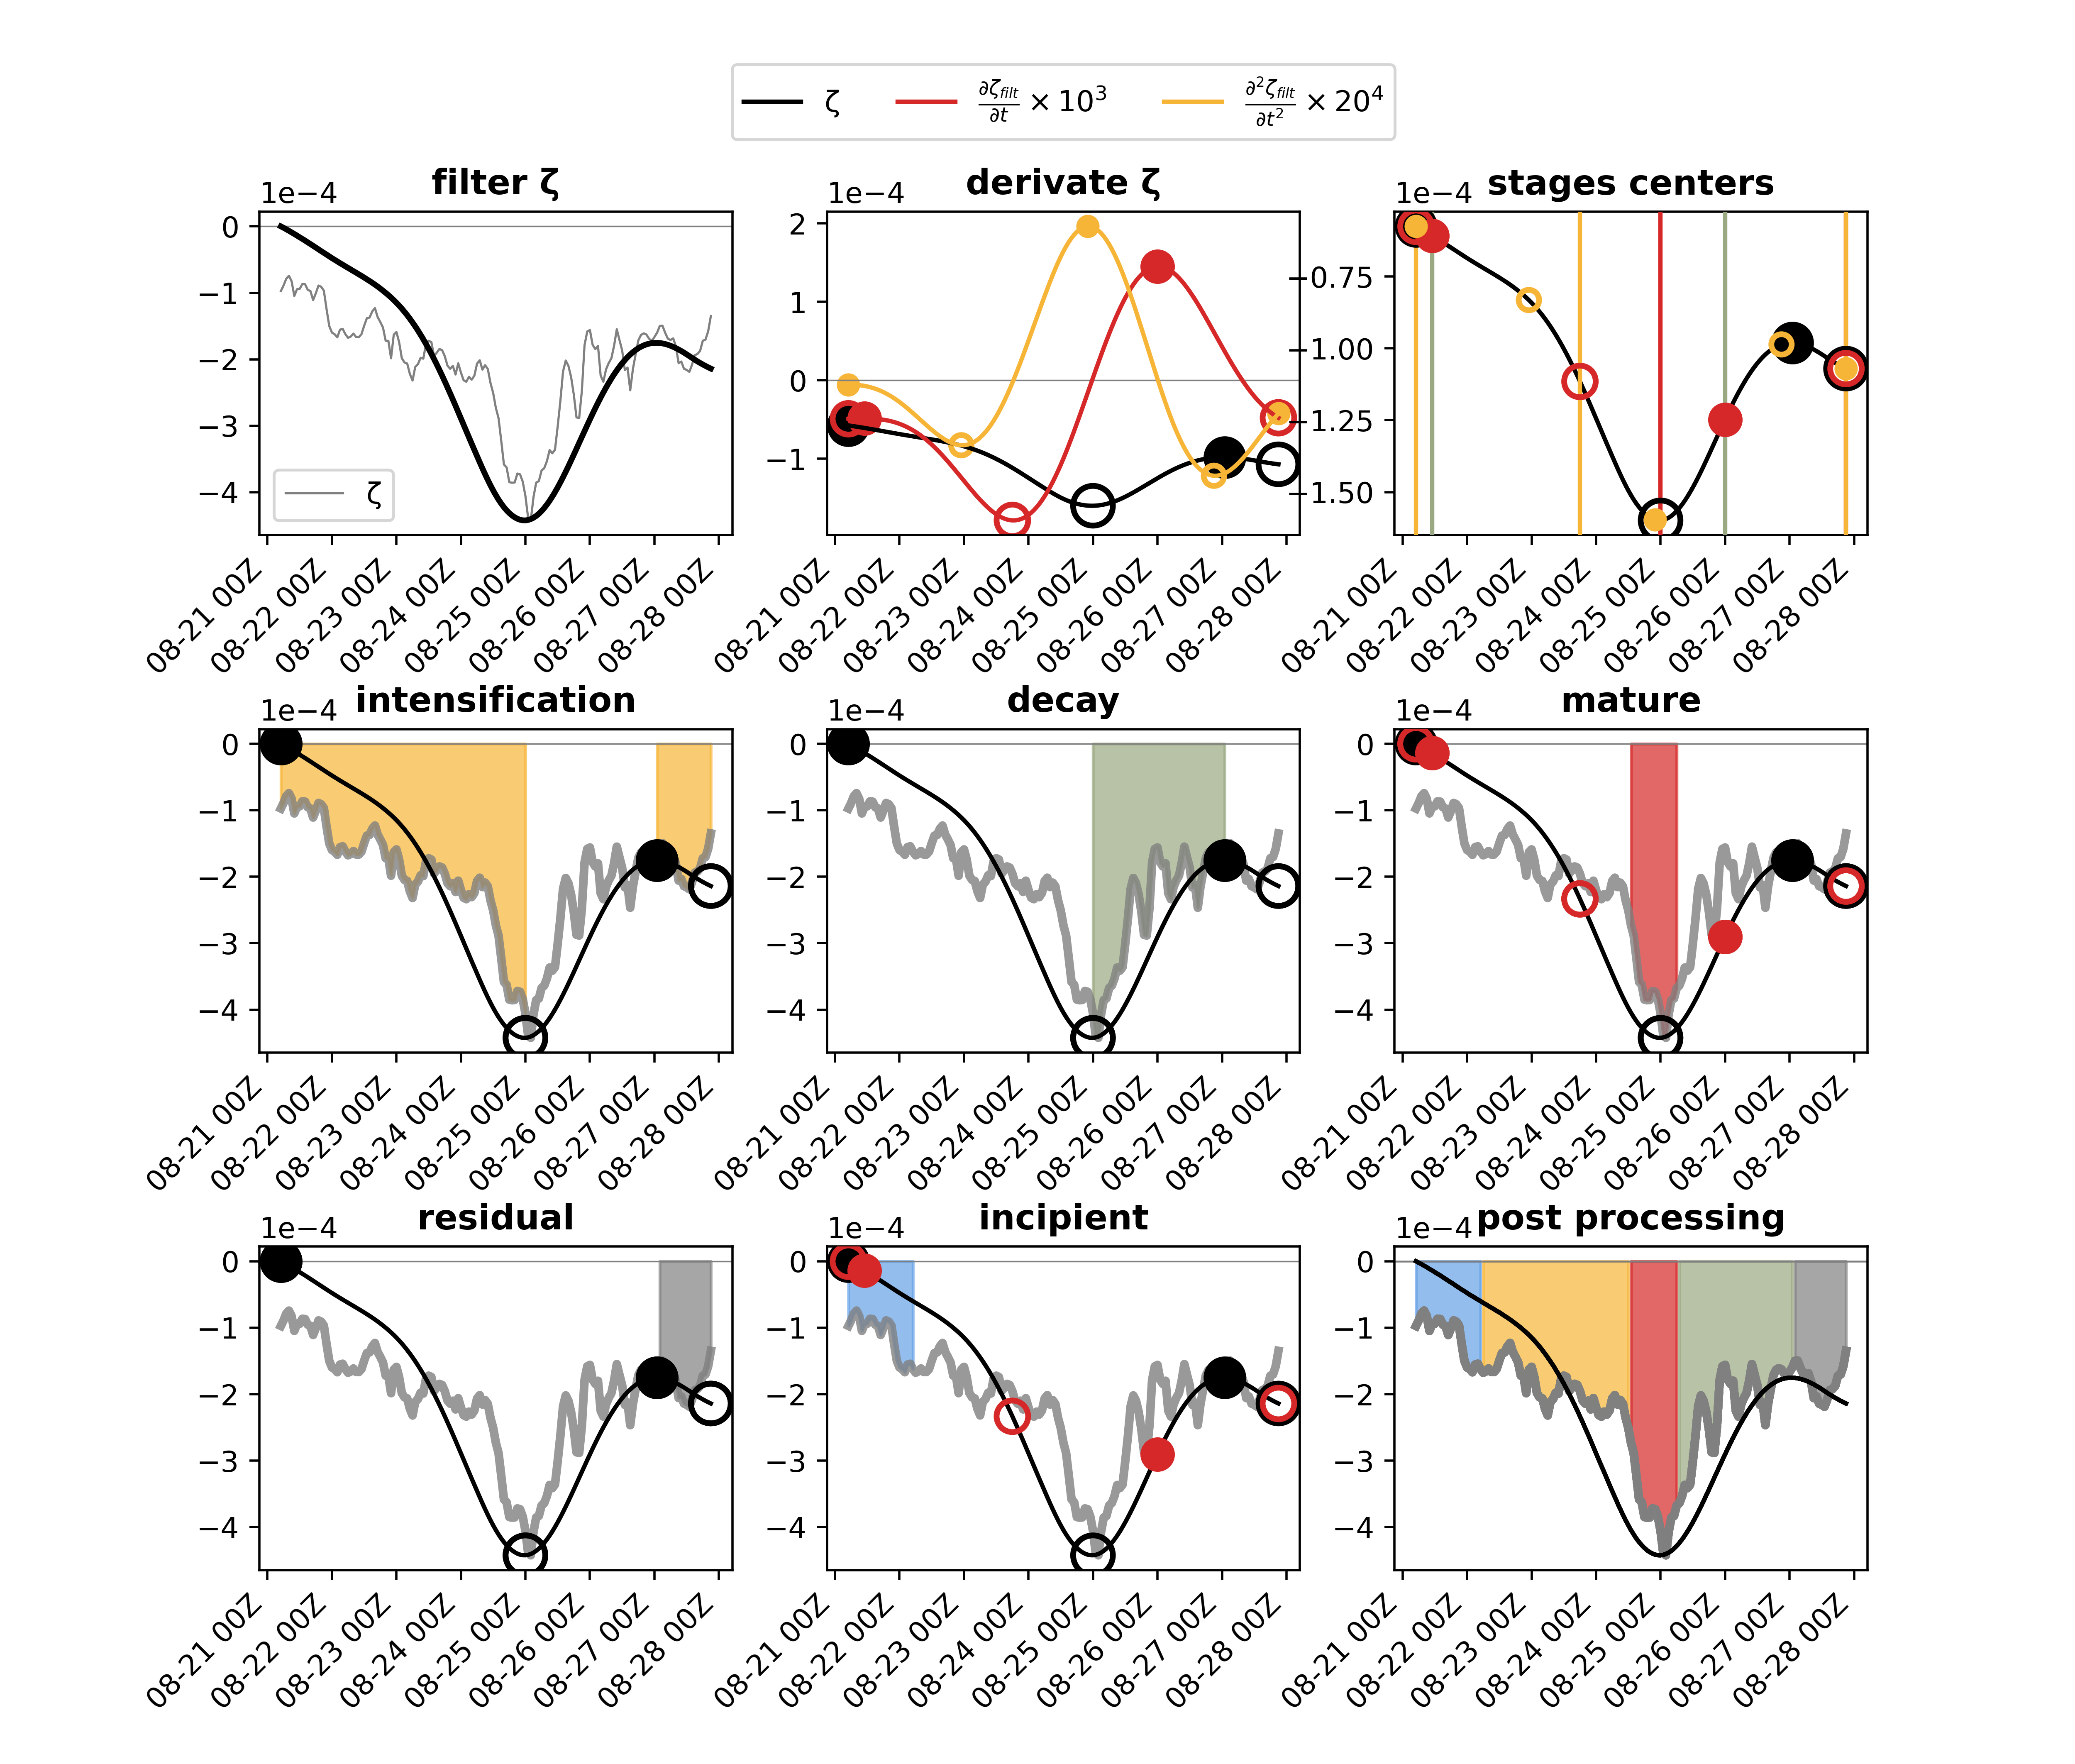 ζ ∂ζfilt/∂t × 10³ ∂²ζfilt/∂t² × 20⁴
filter ζ
1e−4
0
−1
−2
−3
−4
ζ
08-21 00Z
08-22 00Z
08-23 00Z
08-24 00Z
08-25 00Z
08-26 00Z
08-27 00Z
08-28 00Z
derivate ζ
1e−4
2
1
0
−1
08-21 00Z
08-22 00Z
08-23 00Z
08-24 00Z
08-25 00Z
08-26 00Z
08-27 00Z
08-28 00Z
stages centers
1e−4
−0.75
−1.00
−1.25
−1.50
08-21 00Z
08-22 00Z
08-23 00Z
08-24 00Z
08-25 00Z
08-26 00Z
08-27 00Z
08-28 00Z
intensification
1e−4
0
−1
−2
−3
−4
08-21 00Z
08-22 00Z
08-23 00Z
08-24 00Z
08-25 00Z
08-26 00Z
08-27 00Z
08-28 00Z
decay
1e−4
0
−1
−2
−3
−4
08-21 00Z
08-22 00Z
08-23 00Z
08-24 00Z
08-25 00Z
08-26 00Z
08-27 00Z
08-28 00Z
mature
1e−4
0
−1
−2
−3
−4
08-21 00Z
08-22 00Z
08-23 00Z
08-24 00Z
08-25 00Z
08-26 00Z
08-27 00Z
08-28 00Z
residual
1e−4
0
−1
−2
−3
−4
08-21 00Z
08-22 00Z
08-23 00Z
08-24 00Z
08-25 00Z
08-26 00Z
08-27 00Z
08-28 00Z
incipient
1e−4
0
−1
−2
−3
−4
08-21 00Z
08-22 00Z
08-23 00Z
08-24 00Z
08-25 00Z
08-26 00Z
08-27 00Z
08-28 00Z
post processing
1e−4
0
−1
−2
−3
−4
08-21 00Z
08-22 00Z
08-23 00Z
08-24 00Z
08-25 00Z
08-26 00Z
08-27 00Z
08-28 00Z